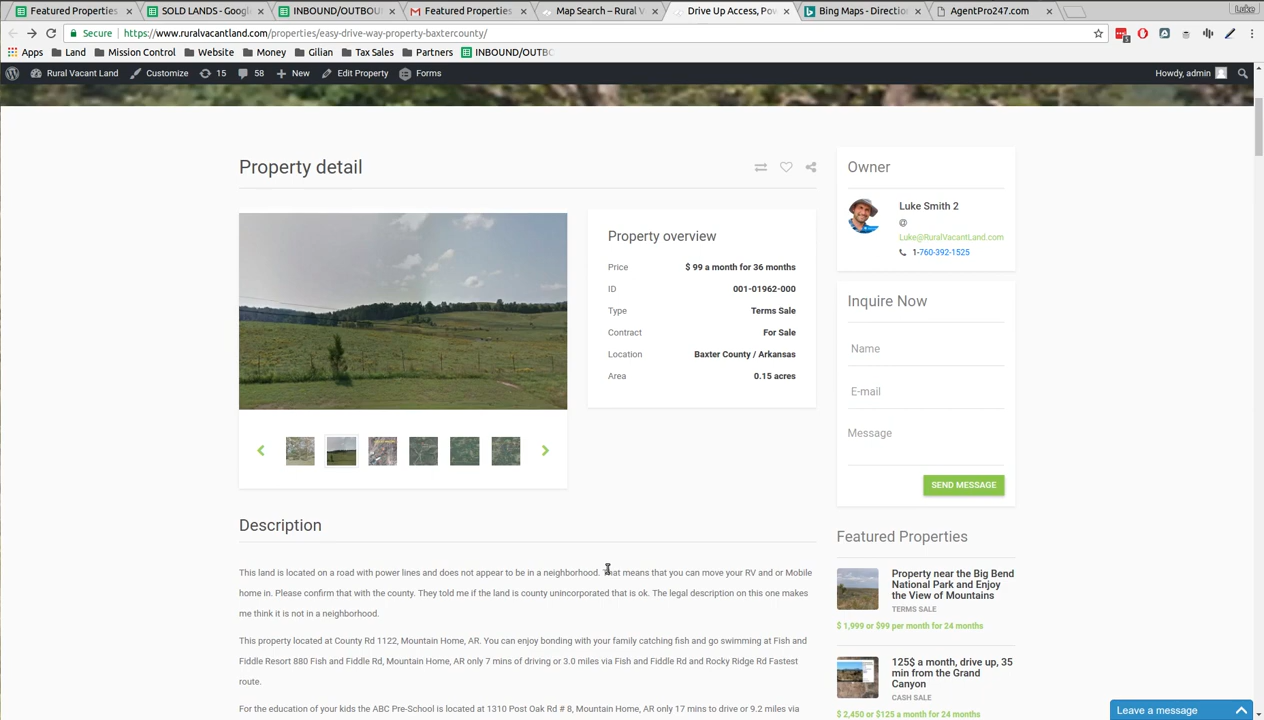 Featured Properties
SOLD LANDS - Googl
INBOUND/OUTBOU
Featured Properties
Map Search – Rural V
Drive Up Access, Pow
Bing Maps - Direction
AgentPro247.com
Luke
Secure
https://www.ruralvacantland.com/properties/easy-drive-way-property-baxtercounty/
Apps
Land
Mission Control
Website
Money
Gilian
Tax Sales
Partners
INBOUND/OUTBO
Rural Vacant Land
Customize
15
58
New
Edit Property
Forms
Howdy, admin
Property detail
Property overview
Price $ 99 a month for 36 months
ID 001-01962-000
Type Terms Sale
Contract For Sale
Location Baxter County / Arkansas
Area 0.15 acres
Description
This land is located on a road with power lines and does not appear to be in a neighborhood. That means that you can move your RV and or Mobile
home in. Please confirm that with the county. They told me if the land is county unincorporated that is ok. The legal description on this one makes
me think it is not in a neighborhood.
This property located at County Rd 1122, Mountain Home, AR. You can enjoy bonding with your family catching fish and go swimming at Fish and
Fiddle Resort 880 Fish and Fiddle Rd, Mountain Home, AR only 7 mins of driving or 3.0 miles via Fish and Fiddle Rd and Rocky Ridge Rd Fastest
route.
For the education of your kids the ABC Pre-School is located at 1310 Post Oak Rd # 8, Mountain Home, AR only 17 mins to drive or 9.2 miles via
Owner
Luke Smith 2
@
Luke@RuralVacantLand.com
1-760-392-1525
Inquire Now
Name
E-mail
Message
SEND MESSAGE
Featured Properties
Property near the Big Bend
National Park and Enjoy
the View of Mountains
TERMS SALE
$ 1,999 or $99 per month for 24 months
125$ a month, drive up, 35
min from the Grand
Canyon
CASH SALE
$ 2,450 or $125 a month for 24 months
Leave a message